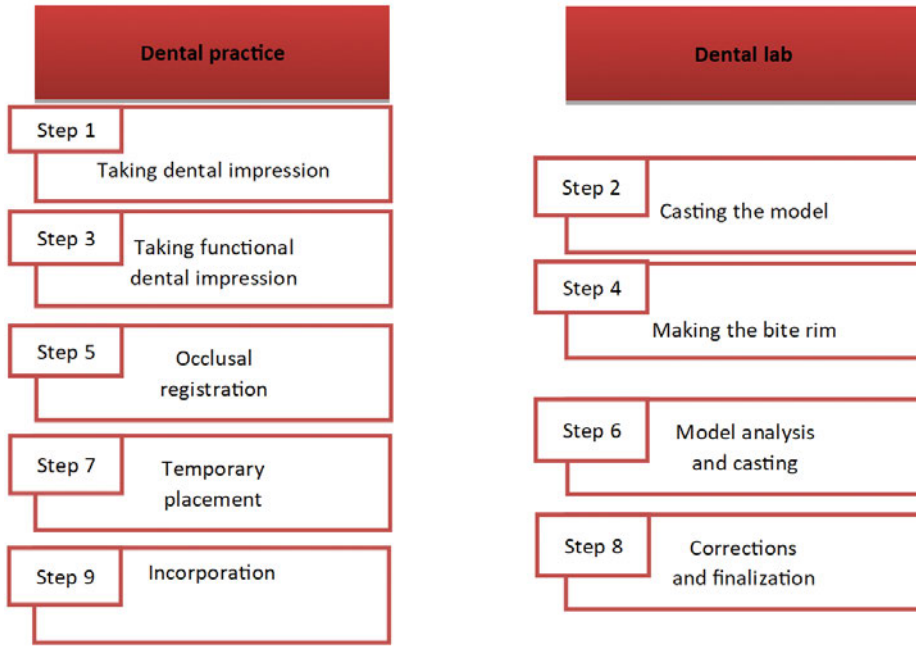 Dental practice
Step 1
Taking dental impression
Step 3
Taking functional
dental impression
Step 5
Occlusal
registration
Step 7
Temporary
placement
Step 9
Incorporation
Dental lab
Step 2
Casting the model
Step 4
Making the bite rim
Step 6
Model analysis
and casting
Step 8
Corrections
and finalization